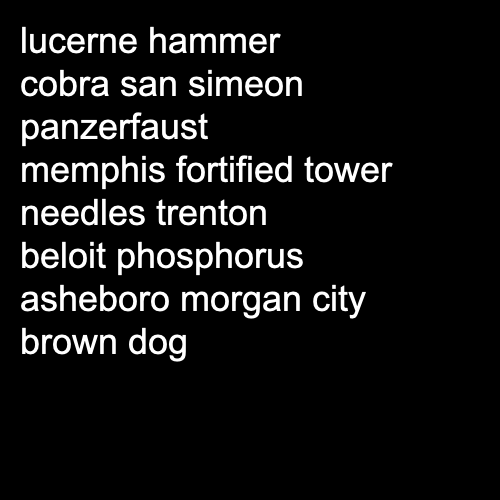 lucerne hammer
cobra san simeon
panzerfaust
memphis fortified tower
needles trenton
beloit phosphorus
asheboro morgan city
brown dog